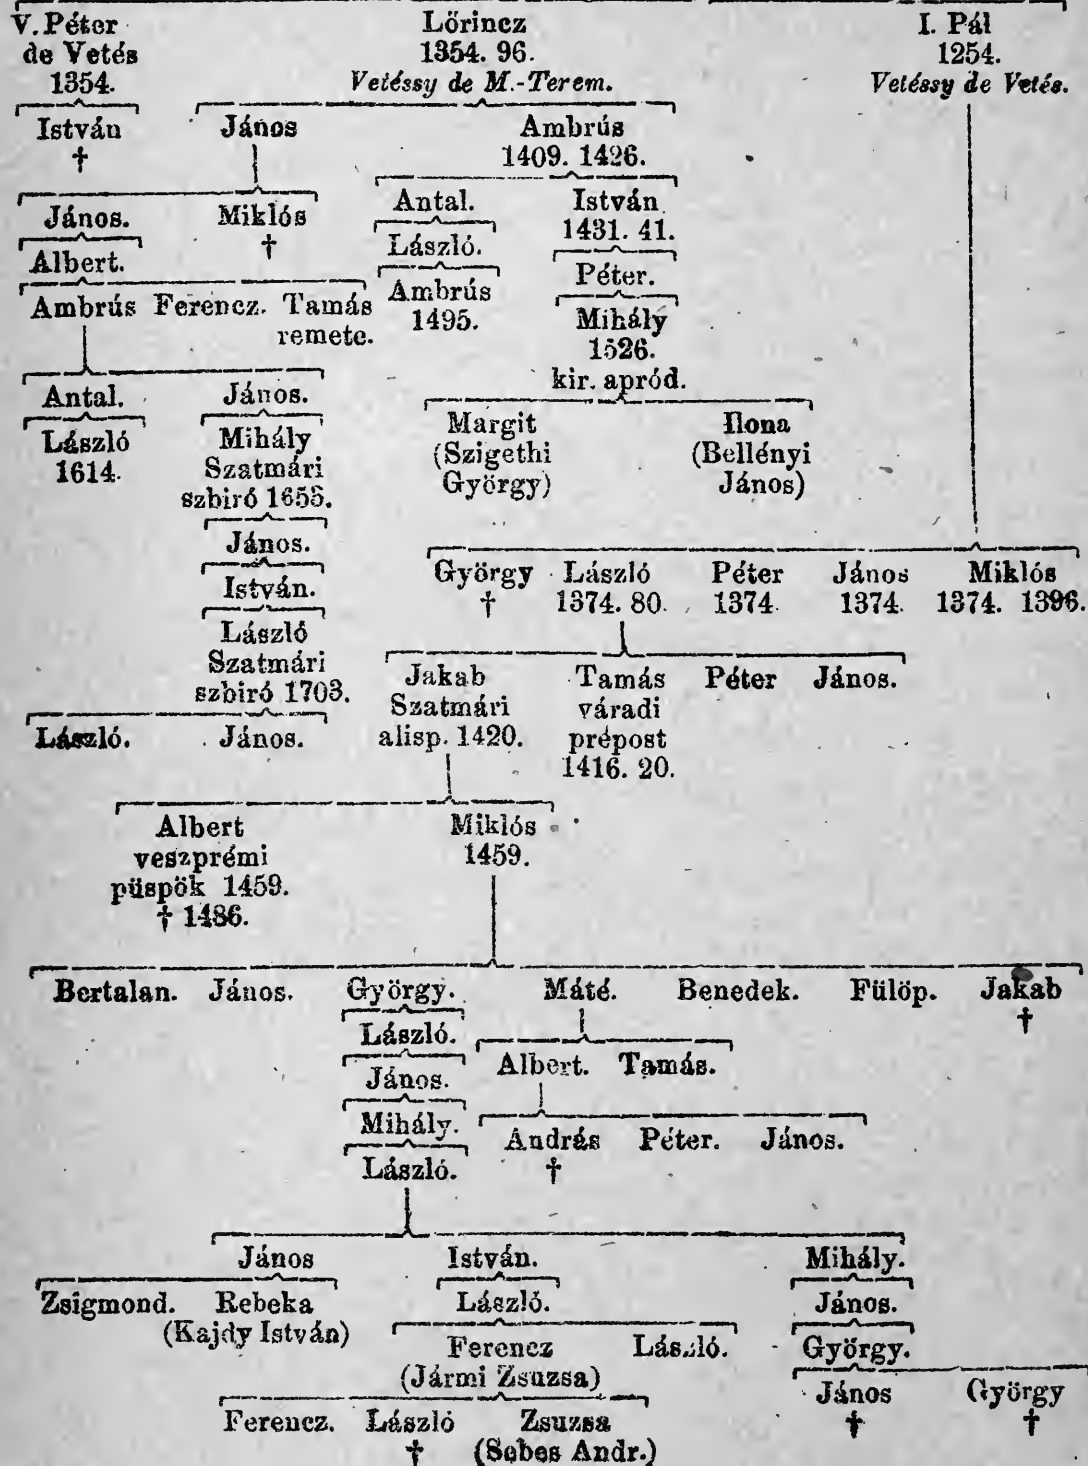 V. Péter Lőrincz I. Pál
de Vetés 1354. 96. 1254.
1354. Vetéssy de M.-Terem. Vetéssy de Vetés.
István János Ambrús
† 1409. 1426.
Antal. István
János. Miklós 1431. 41.
† László.
Albert. Péter.
Ambrús Ferencz. Tamás Ambrús
remete. 1495. Mihály
1526.
kir. apród.
Antal. János.
Margit Ilona
László Mihály (Szigethi (Bellényi
1614. Szatmári György) János)
szbiró 1653.
János.
György László Péter János Miklós
István. † 1374. 80. 1374. 1374. 1374. 1396.
László
Szatmári Jakab Tamás Péter János.
szbiró 1703. Szatmári váradi
László. János. alisp. 1420. prépost
1416. 20.
Albert Miklós
veszprémi 1459.
püspök 1459.
† 1486.
Bertalan. János. György. Máté. Benedek. Fülöp. Jakab
†
László.
Albert. Tamás.
János.
Mihály.
András Péter. János.
László. †
János István. Mihály.
Zsigmond. Rebeka László. János.
(Kajdy István)
Ferencz László. György.
(Jármi Zsuzsa)
János György
† †
Ferencz. László Zsuzsa
† (Sebes Andr.)